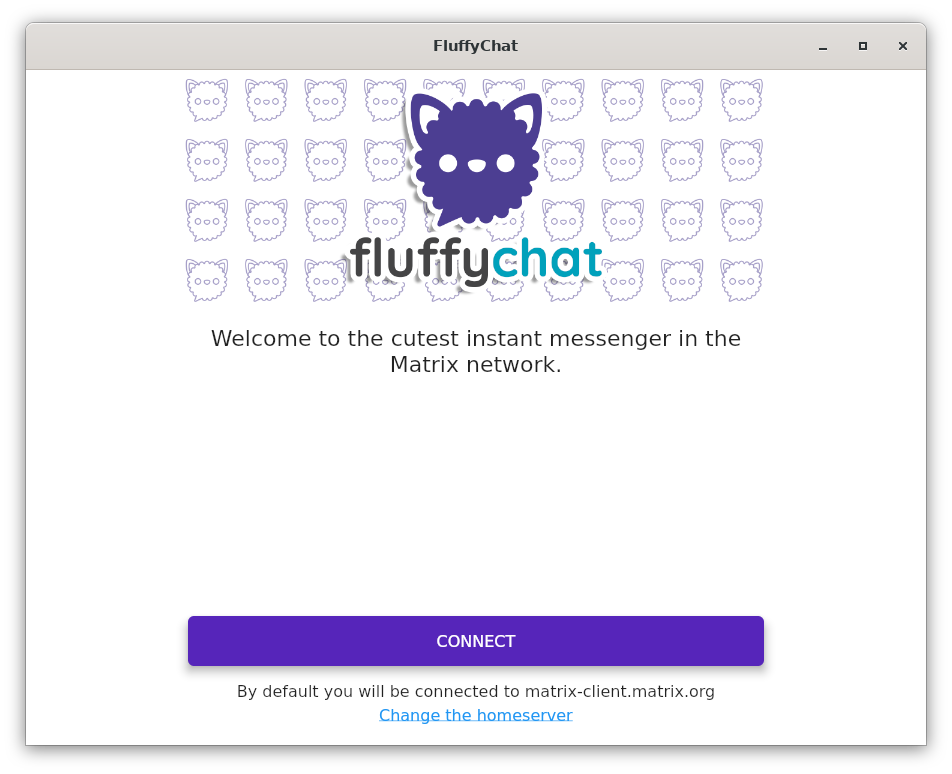 FluffyChat
fluffychat
Welcome to the cutest instant messenger in the
Matrix network.
CONNECT
By default you will be connected to matrix-client.matrix.org
Change the homeserver